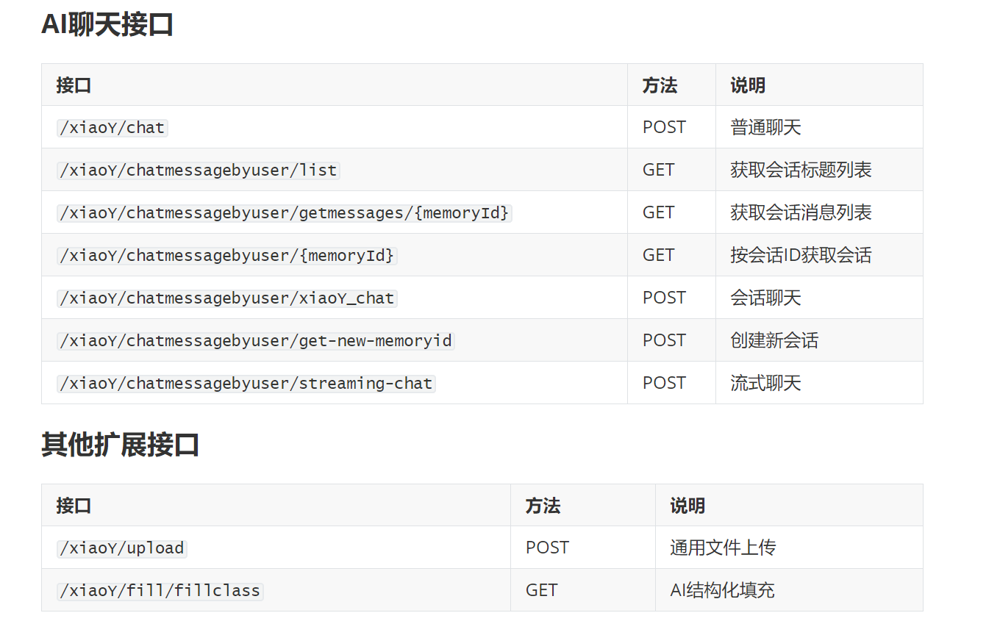 AI聊天接口
接口 方法 说明
/xiaoY/chat POST 普通聊天
/xiaoY/chatmessagebyuser/list GET 获取会话标题列表
/xiaoY/chatmessagebyuser/getmessages/{memoryId} GET 获取会话消息列表
/xiaoY/chatmessagebyuser/{memoryId} GET 按会话ID获取会话
/xiaoY/chatmessagebyuser/xiaoY_chat POST 会话聊天
/xiaoY/chatmessagebyuser/get-new-memoryid POST 创建新会话
/xiaoY/chatmessagebyuser/streaming-chat POST 流式聊天
其他扩展接口
接口 方法 说明
/xiaoY/upload POST 通用文件上传
/xiaoY/fill/fillclass GET AI结构化填充